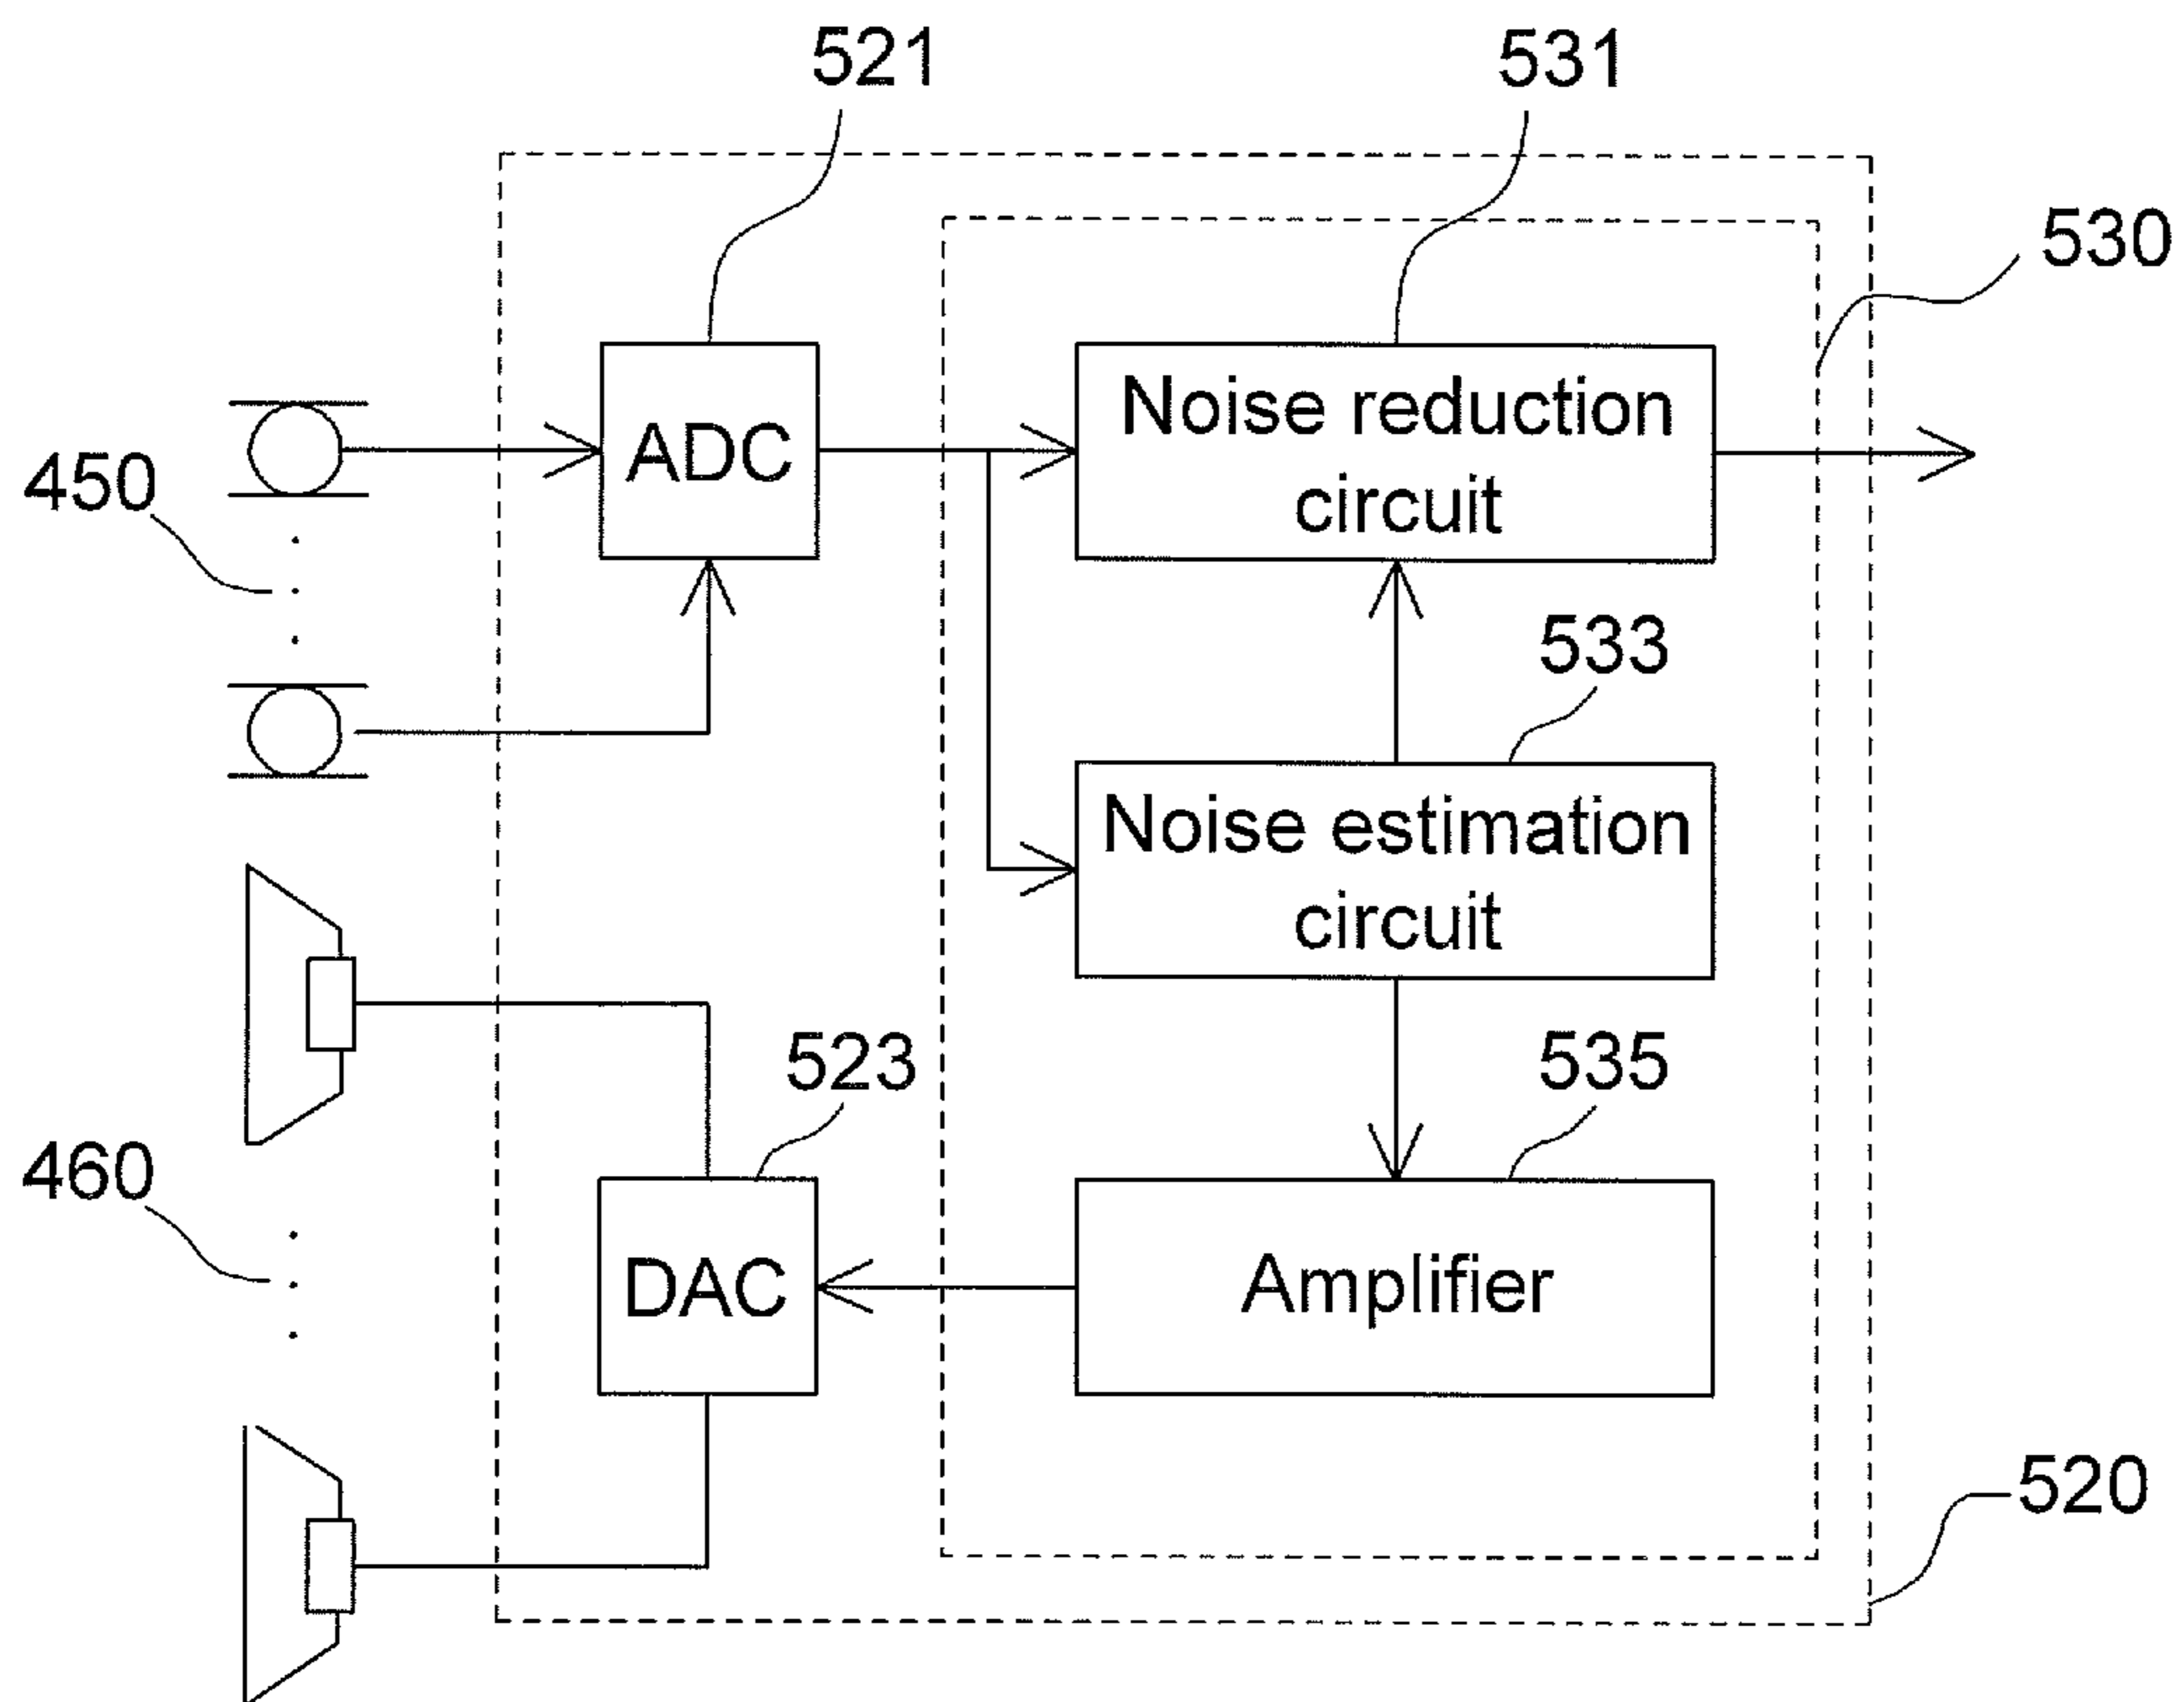 521
531
530
ADC
Noise reduction
circuit
450
533
Noise estimation
circuit
523
535
460
DAC
Amplifier
520